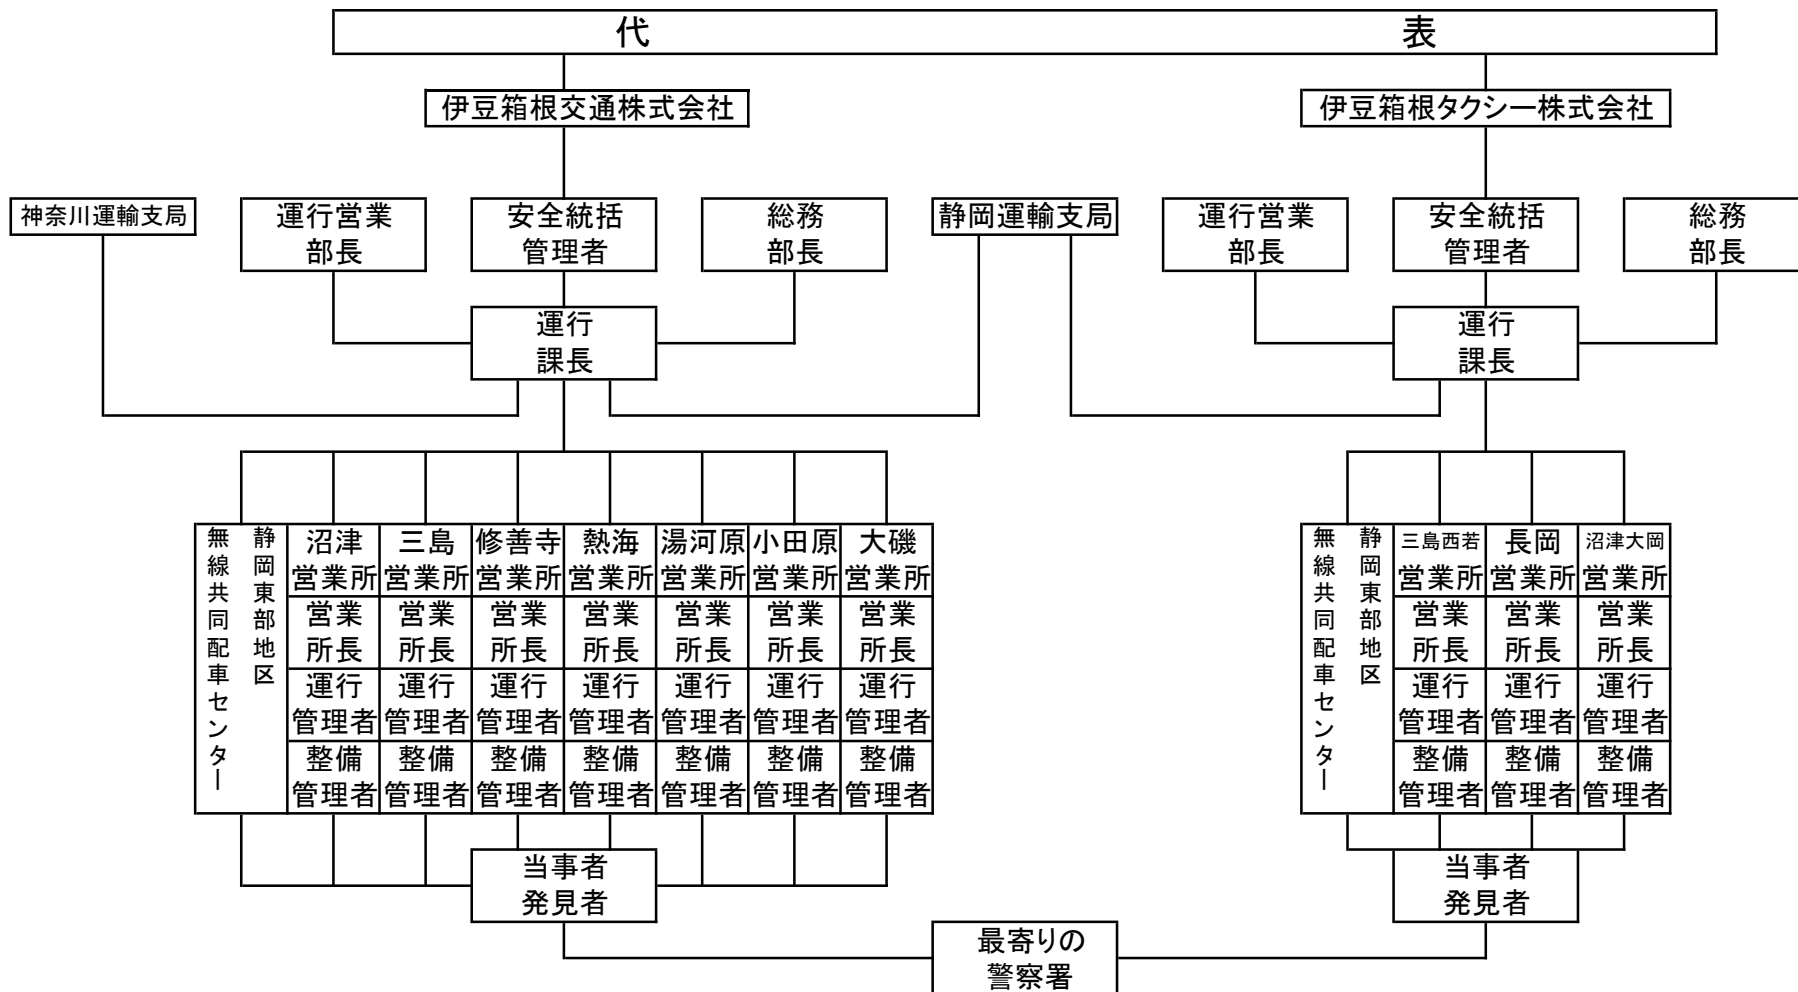 代 表
伊豆箱根交通株式会社 伊豆箱根タクシー株式会社
神奈川運輸支局
運行営業
部長
安全統括
管理者
総務
部長
静岡運輸支局
運行営業
部長
安全統括
管理者
総務
部長
運行
課長
運行
課長
静岡東部地区
無線共同配車センター
沼津
営業所
営業
所長
運行
管理者
整備
管理者
三島
営業所
営業
所長
運行
管理者
整備
管理者
修善寺
営業所
営業
所長
運行
管理者
整備
管理者
熱海
営業所
営業
所長
運行
管理者
整備
管理者
湯河原
営業所
営業
所長
運行
管理者
整備
管理者
小田原
営業所
営業
所長
運行
管理者
整備
管理者
大磯
営業所
営業
所長
運行
管理者
整備
管理者
静岡東部地区
無線共同配車センター
三島西若
営業所
営業
所長
運行
管理者
整備
管理者
長岡
営業所
営業
所長
運行
管理者
整備
管理者
沼津大岡
営業所
営業
所長
運行
管理者
整備
管理者
当事者
発見者
当事者
発見者
最寄りの
警察署